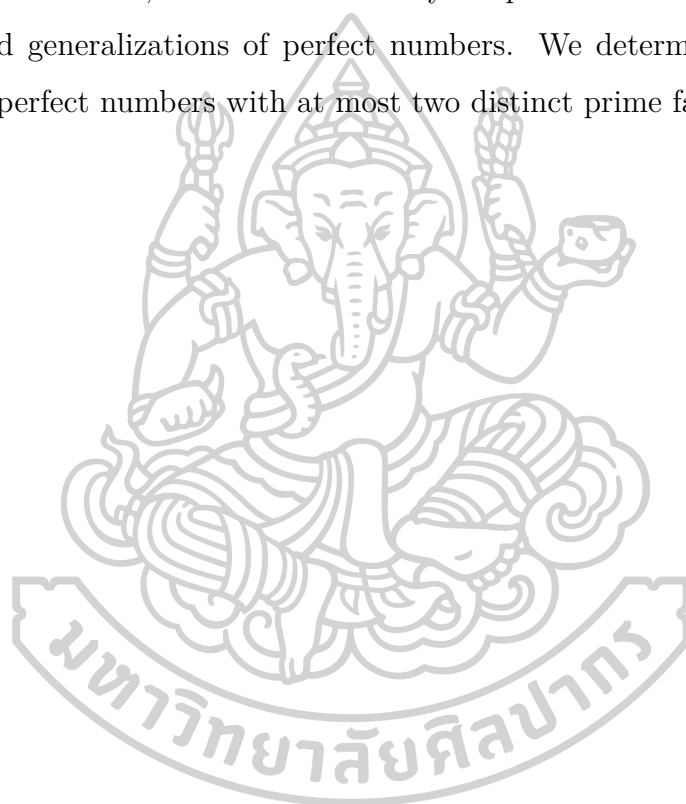 d generalizations of perfect numbers. We determ
perfect numbers with at most two distinct prime fa
มหาวิทยาลัยศิลปากร